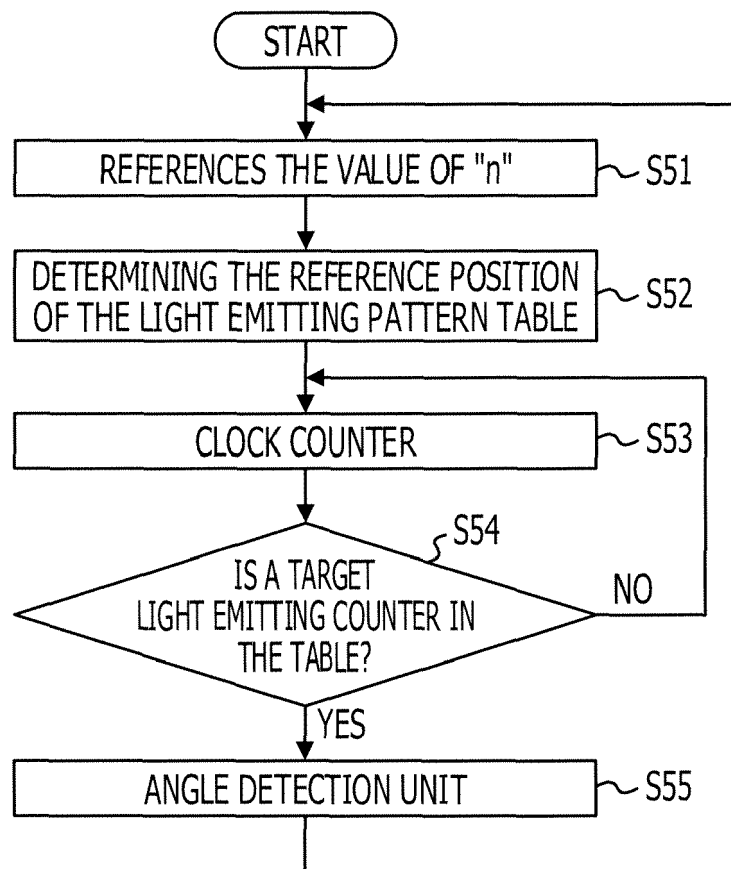 START
REFERENCES THE VALUE OF "n"
S51
DETERMINING THE REFERENCE POSITION
OF THE LIGHT EMITTING PATTERN TABLE
S52
CLOCK COUNTER
S53
S54
IS A TARGET
LIGHT EMITTING COUNTER IN
THE TABLE?
NO
YES
ANGLE DETECTION UNIT
S55